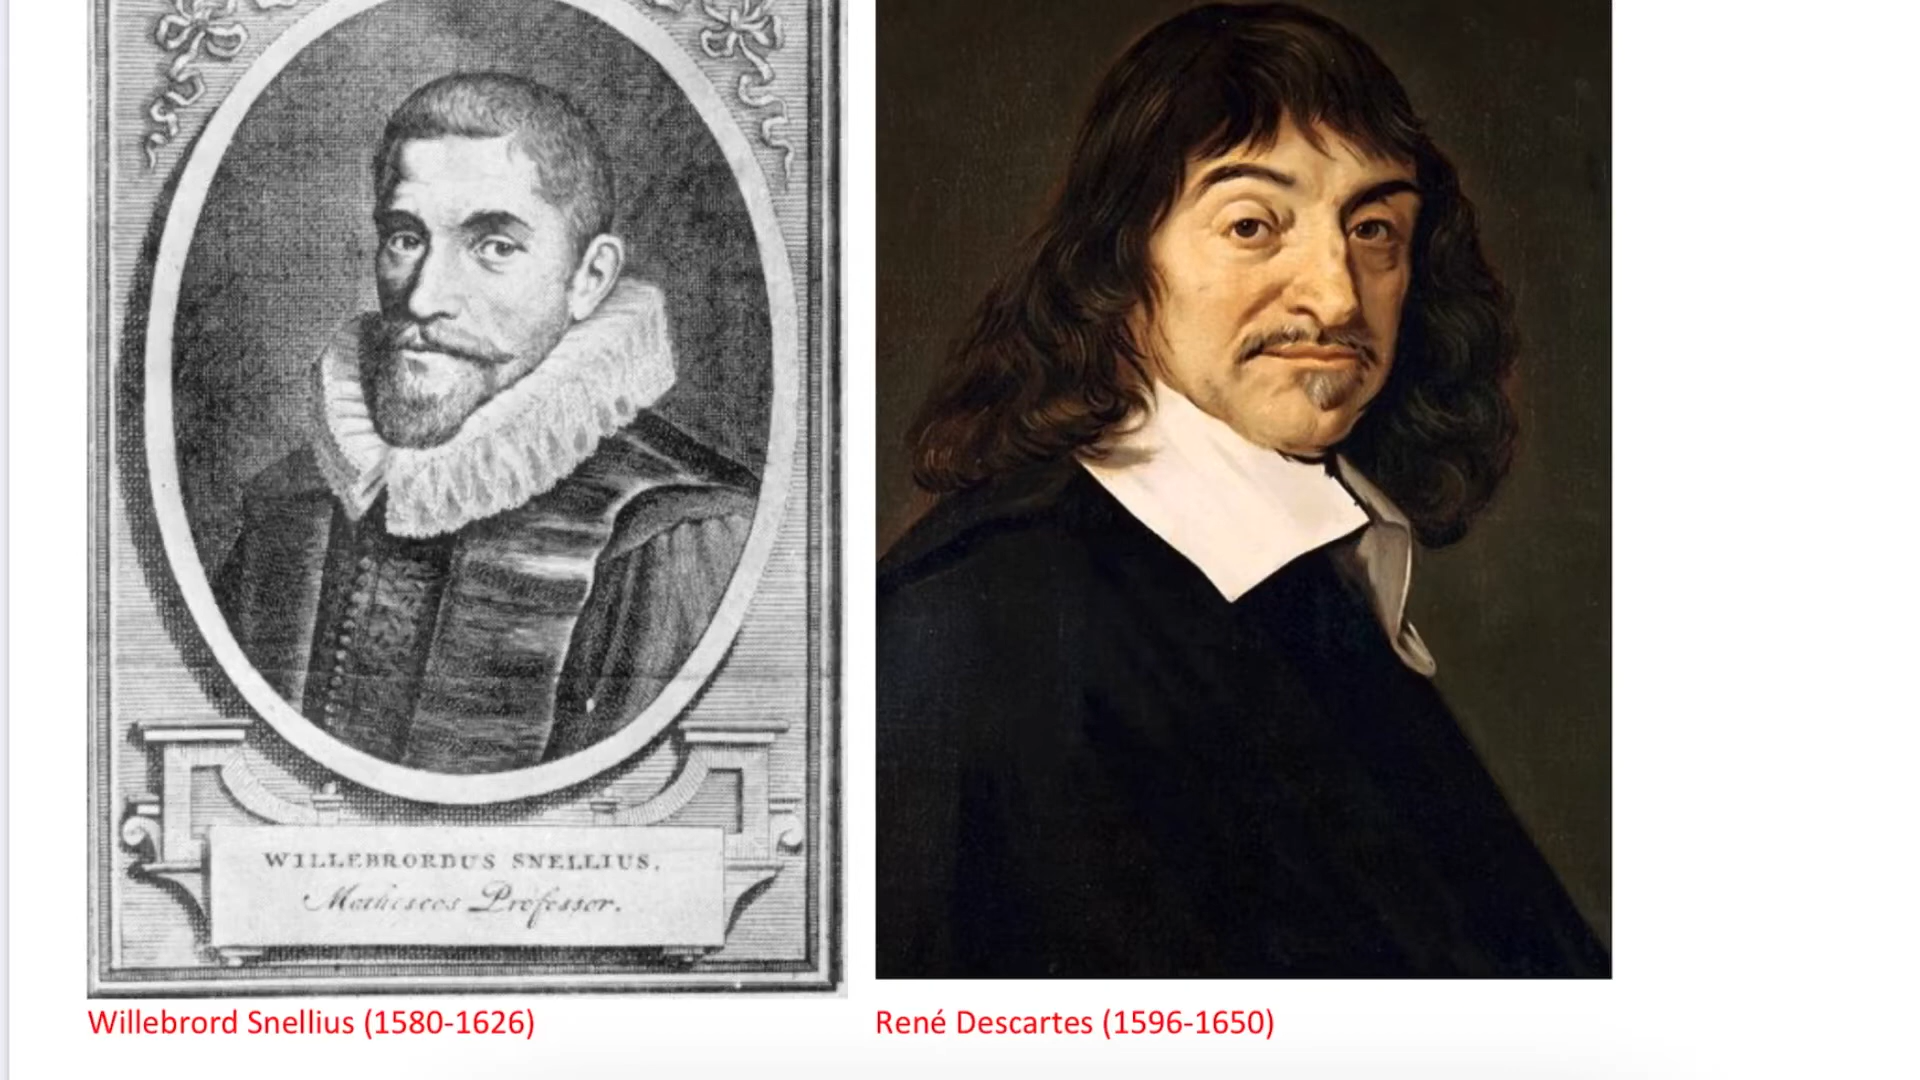 WILLEBRORDUS SNELLIUS.
Matheseos Professor.
Willebrord Snellius (1580-1626)
René Descartes (1596-1650)